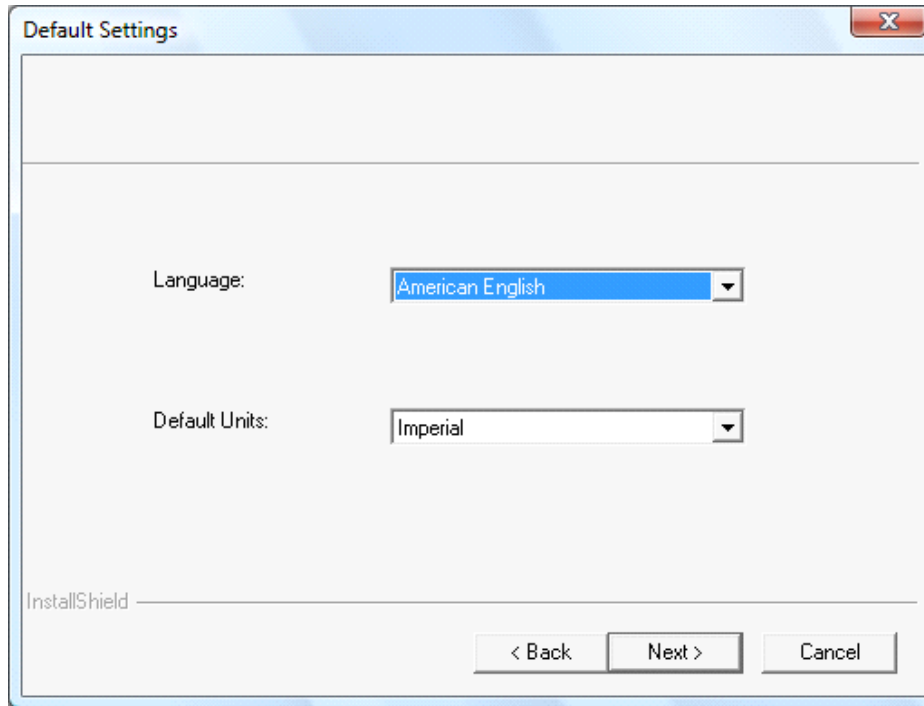 Default Settings
Language:
American English
Default Units:
Imperial
InstallShield
< Back
Next >
Cancel